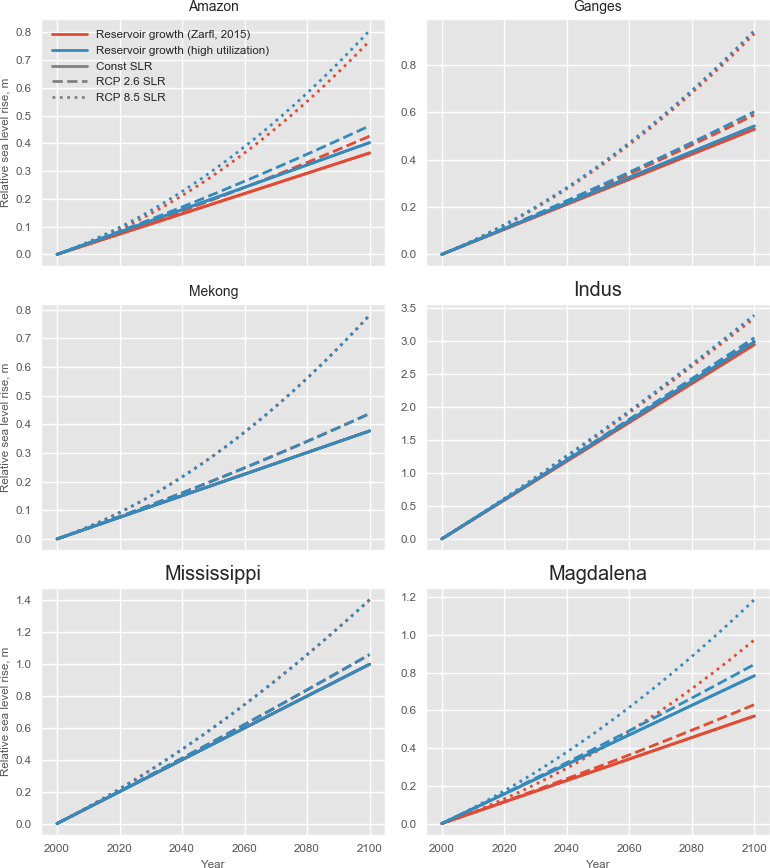 Amazon
Ganges
0.8
0.7
0.6
0.5
0.4
0.3
0.2
0.1
0.0
Relative sea level rise, m
Reservoir growth (Zarfl, 2015)
Reservoir growth (high utilization)
Const SLR
RCP 2.6 SLR
RCP 8.5 SLR
0.8
0.6
0.4
0.2
0.0
Mekong
Indus
0.8
0.7
0.6
0.5
0.4
0.3
0.2
0.1
0.0
Relative sea level rise, m
3.5
3.0
2.5
2.0
1.5
1.0
0.5
0.0
Mississippi
Magdalena
1.4
1.2
1.0
0.8
0.6
0.4
0.2
0.0
Relative sea level rise, m
2000 2020 2040 2060 2080 2100
Year
1.2
1.0
0.8
0.6
0.4
0.2
0.0
2000 2020 2040 2060 2080 2100
Year